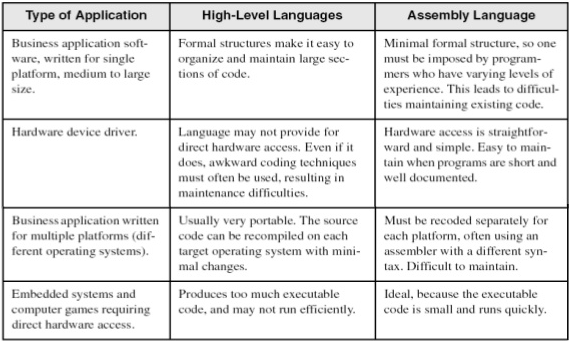 Type of Application High-Level Languages Assembly Language
Business application soft-
ware, written for single
platform, medium to large
size.
Formal structures make it easy to
organize and maintain large sec-
tions of code.
Minimal formal structure, so one
must be imposed by program-
mers who have varying levels of
experience. This leads to difficul-
ties maintaining existing code.
Hardware device driver.
Language may not provide for
direct hardware access. Even if it
does, awkward coding techniques
must often be used, resulting in
maintenance difficulties.
Hardware access is straightfor-
ward and simple. Easy to main-
tain when programs are short and
well documented.
Business application written
for multiple platforms (dif-
ferent operating systems).
Usually very portable. The source
code can be recompiled on each
target operating system with mini-
mal changes.
Must be recoded separately for
each platform, often using an
assembler with a different syn-
tax. Difficult to maintain.
Embedded systems and
computer games requiring
direct hardware access.
Produces too much executable
code, and may not run efficiently.
Ideal, because the executable
code is small and runs quickly.